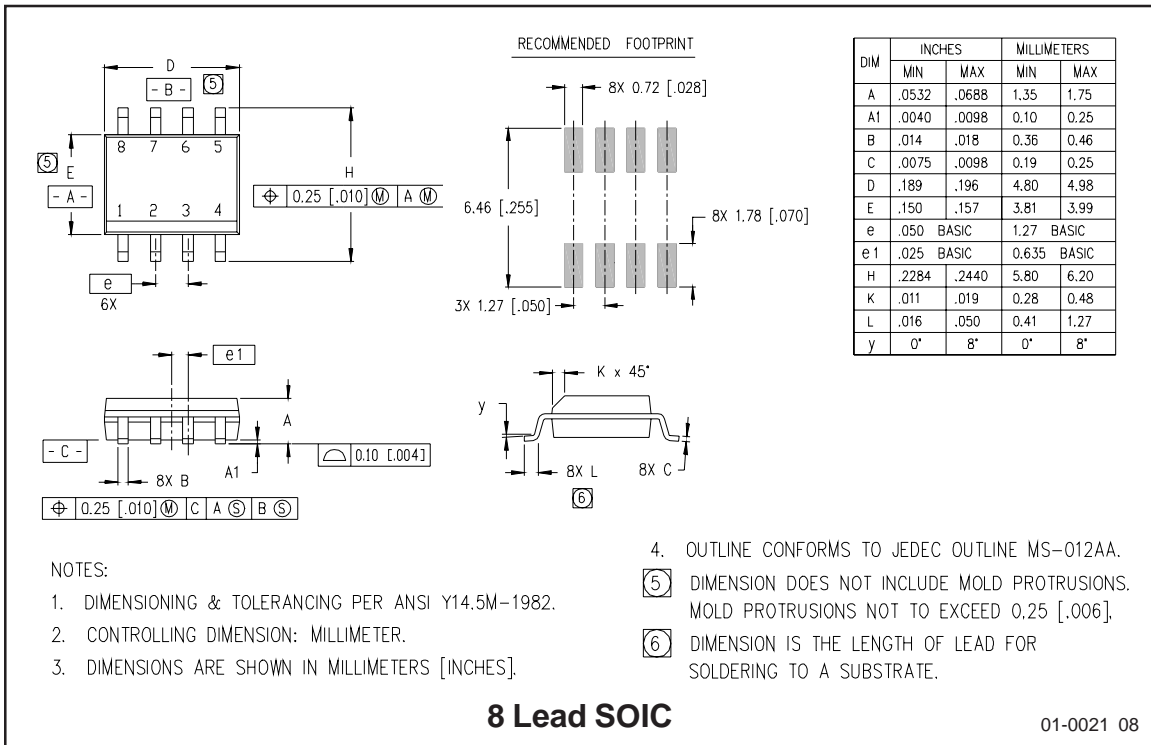 RECOMMENDED FOOTPRINT
D
- B - 5
8 7 6 5
5 E
- A -
H
⌖ 0.25 [.010] Ⓜ A Ⓜ
1 2 3 4
e
6X
8X 0.72 [.028]
6.46 [.255]
8X 1.78 [.070]
3X 1.27 [.050]
DIM INCHES MILLIMETERS
MIN MAX MIN MAX
A .0532 .0688 1.35 1.75
A1 .0040 .0098 0.10 0.25
B .014 .018 0.36 0.46
C .0075 .0098 0.19 0.25
D .189 .196 4.80 4.98
E .150 .157 3.81 3.99
e .050 BASIC 1.27 BASIC
e1 .025 BASIC 0.635 BASIC
H .2284 .2440 5.80 6.20
K .011 .019 0.28 0.48
L .016 .050 0.41 1.27
y 0° 8° 0° 8°
e1
A
- C -
8X B
A1
⌓ 0.10 [.004]
⌖ 0.25 [.010] Ⓜ C A Ⓢ B Ⓢ
K x 45°
y
8X L
8X C
6
NOTES:
1. DIMENSIONING & TOLERANCING PER ANSI Y14.5M-1982.
2. CONTROLLING DIMENSION: MILLIMETER.
3. DIMENSIONS ARE SHOWN IN MILLIMETERS [INCHES].
4. OUTLINE CONFORMS TO JEDEC OUTLINE MS-012AA.
5 DIMENSION DOES NOT INCLUDE MOLD PROTRUSIONS.
MOLD PROTRUSIONS NOT TO EXCEED 0.25 [.006].
6 DIMENSION IS THE LENGTH OF LEAD FOR
SOLDERING TO A SUBSTRATE.
8 Lead SOIC
01-0021 08